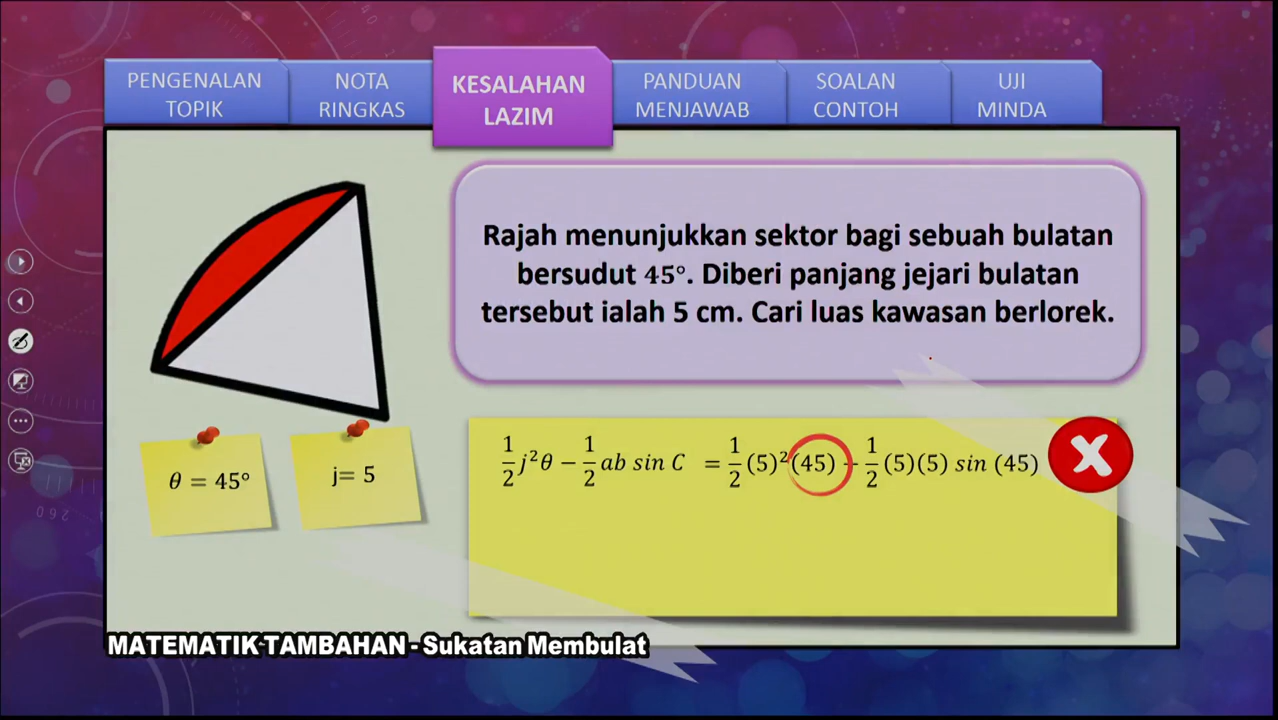 PENGENALAN
TOPIK
NOTA
RINGKAS
KESALAHAN
LAZIM
PANDUAN
MENJAWAB
SOALAN
CONTOH
UJI
MINDA
Rajah menunjukkan sektor bagi sebuah bulatan
bersudut 45°. Diberi panjang jejari bulatan
tersebut ialah 5 cm. Cari luas kawasan berlorek.
θ = 45°
j= 5
1/2 j²θ − 1/2 ab sin C = 1/2 (5)²(45) − 1/2 (5)(5) sin (45)
MATEMATIK TAMBAHAN - Sukatan Membulat